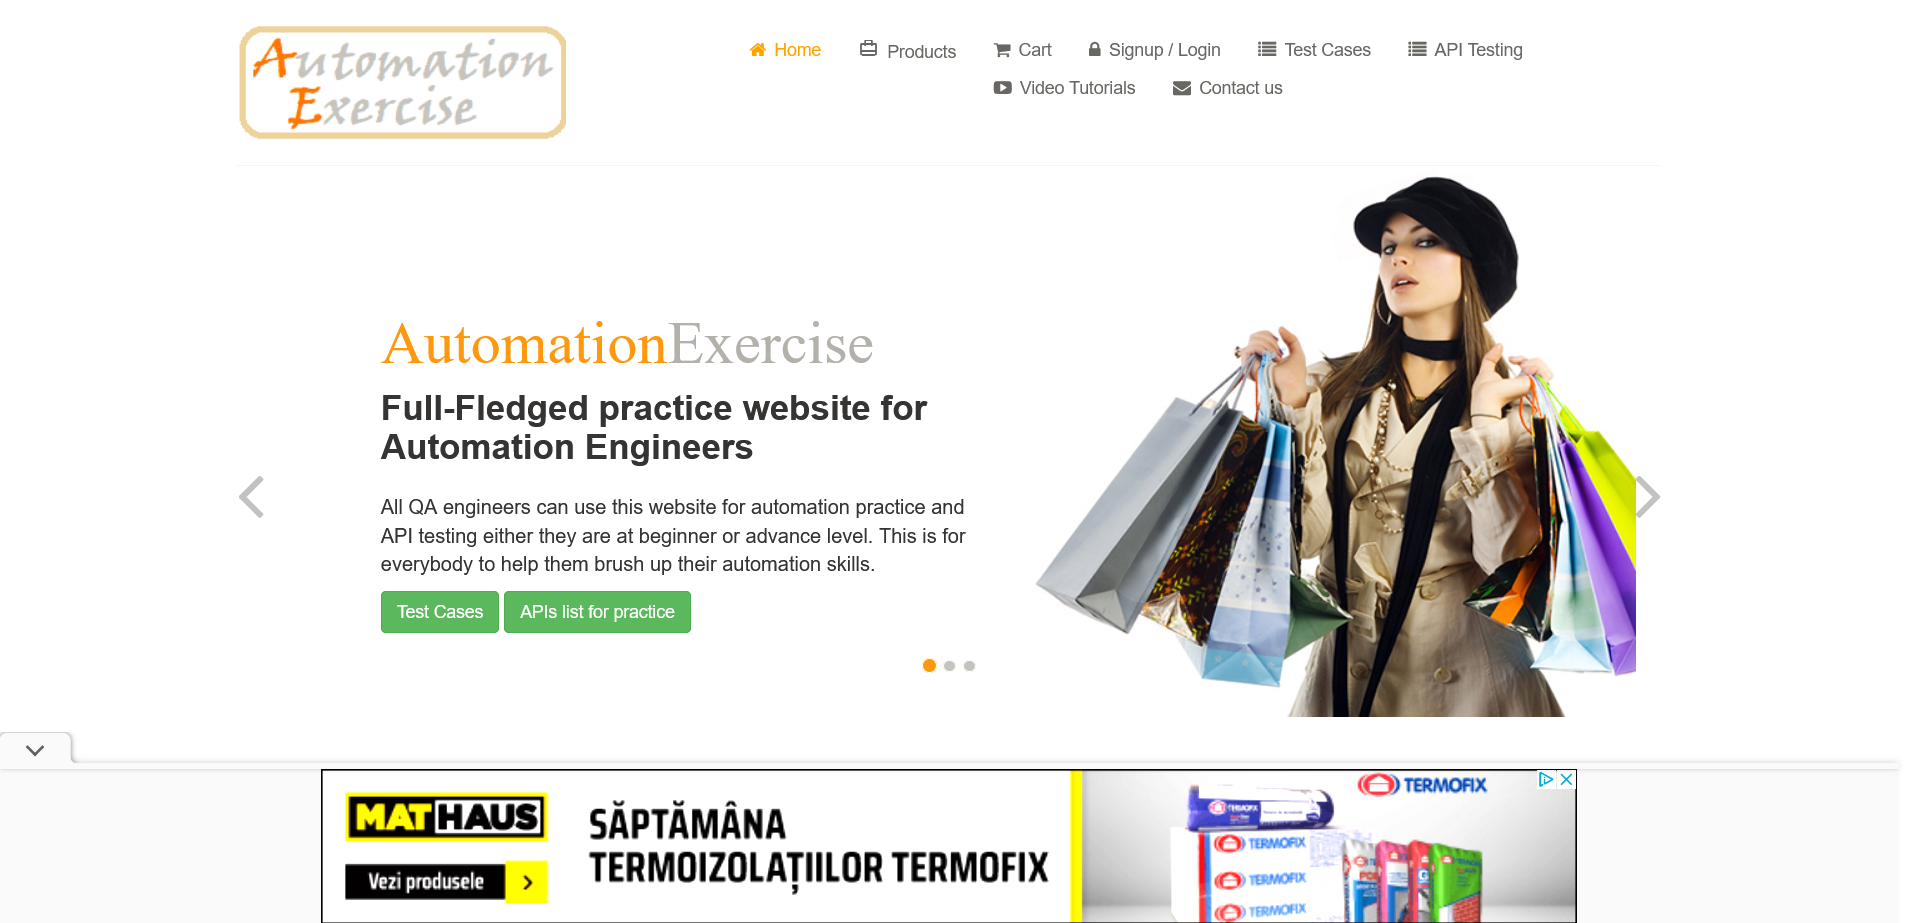 Automation
Exercise
Home
Products
Cart
Signup / Login
Test Cases
API Testing
Video Tutorials
Contact us
AutomationExercise
Full-Fledged practice website for
Automation Engineers
All QA engineers can use this website for automation practice and
API testing either they are at beginner or advance level. This is for
everybody to help them brush up their automation skills.
Test Cases
APIs list for practice
MATHAUS
Vezi produsele
SĂPTĂMÂNA
TERMOIZOLAȚIILOR TERMOFIX
TERMOFIX
TERMOFIX
TERMOFIX
TERMOFIX
TERMOFIX
TERMOFIX
TERMOFIX